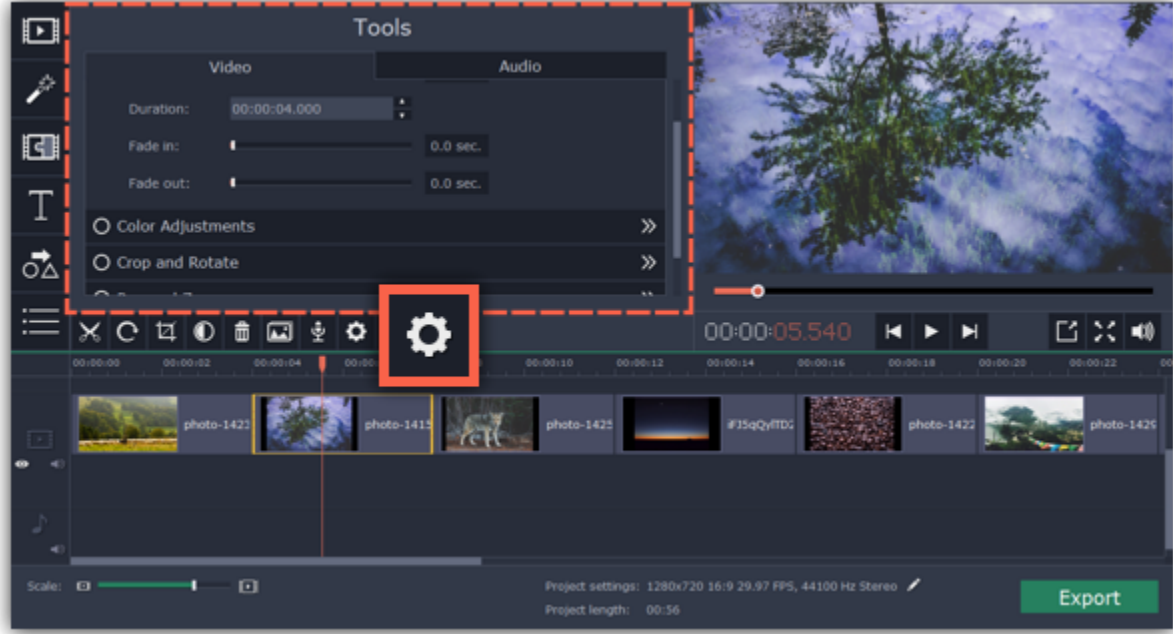 Tools
Video
Audio
Duration:
00:00:04.000
Fade in:
0.0 sec.
Fade out:
0.0 sec.
Color Adjustments
Crop and Rotate
T
00:00:05.540
00:00:00
00:00:02
00:00:04
00:00:10
00:00:12
00:00:14
00:00:16
00:00:18
00:00:20
00:00:22
photo-1423
photo-1415
photo-1425
photo-1422
photo-1429
Scale:
Project settings: 1280x720 16:9 29.97 FPS, 44100 Hz Stereo
Project length: 00:56
Export